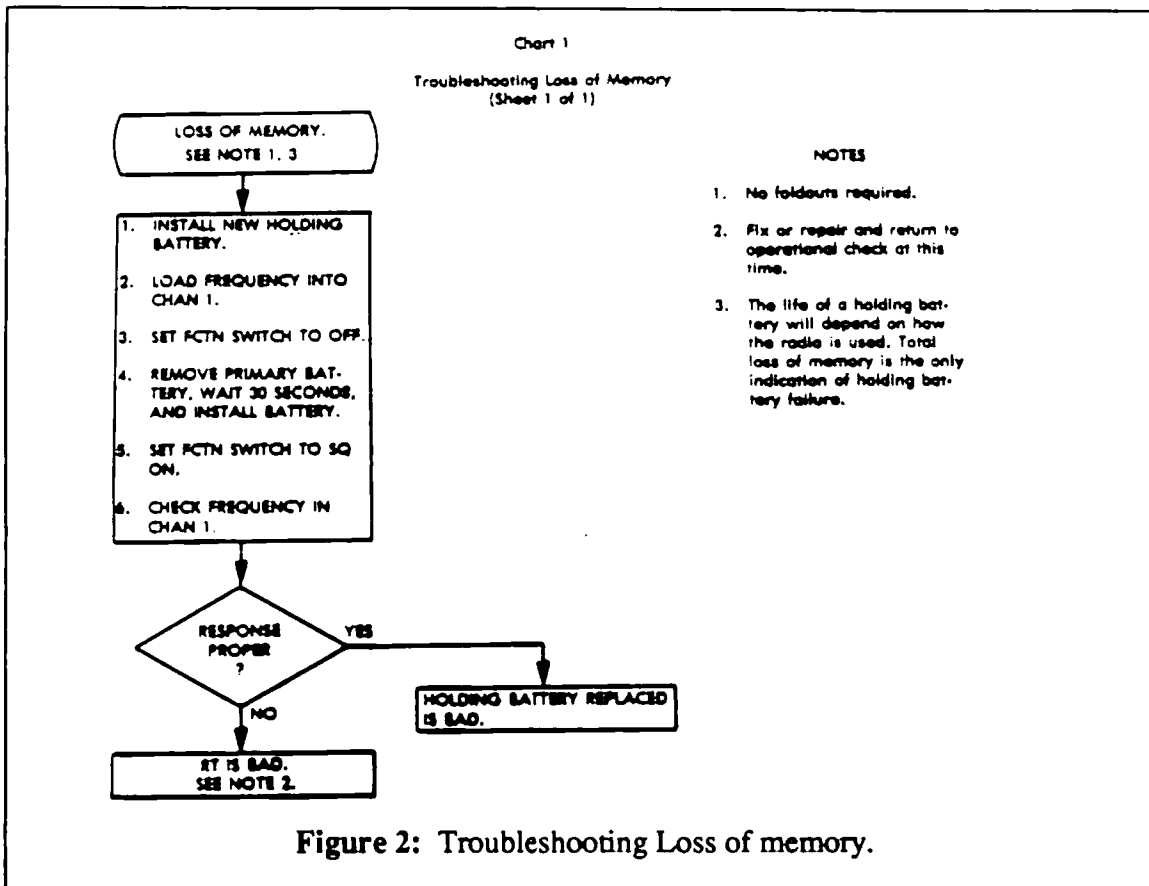 Chart 1
Troubleshooting Loss of Memory
(Sheet 1 of 1)
LOSS OF MEMORY.
SEE NOTE 1, 3
1. INSTALL NEW HOLDING
BATTERY.
2. LOAD FREQUENCY INTO
CHAN 1.
3. SET FCTN SWITCH TO OFF.
4. REMOVE PRIMARY BAT-
TERY, WAIT 30 SECONDS,
AND INSTALL BATTERY.
5. SET FCTN SWITCH TO SQ
ON.
6. CHECK FREQUENCY IN
CHAN 1.
RESPONSE
PROPER
?
YES
HOLDING BATTERY REPLACED
IS BAD.
NO
RT IS BAD.
SEE NOTE 2.
NOTES
1. No foldouts required.
2. Fix or repair and return to
operational check at this
time.
3. The life of a holding bat-
tery will depend on how
the radio is used. Total
loss of memory is the only
indication of holding bat-
tery failure.
Figure 2: Troubleshooting Loss of memory.